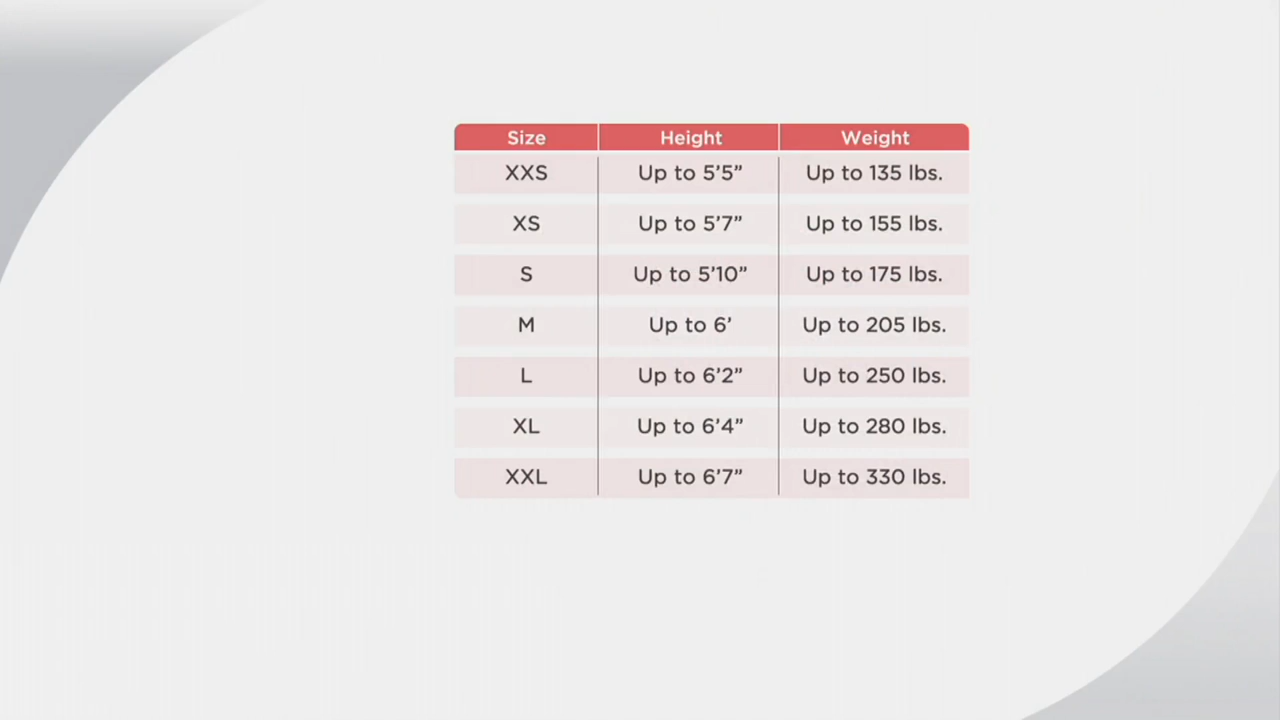 Size Height Weight
XXS Up to 5’5” Up to 135 lbs.
XS Up to 5’7” Up to 155 lbs.
S Up to 5’10” Up to 175 lbs.
M Up to 6’ Up to 205 lbs.
L Up to 6’2” Up to 250 lbs.
XL Up to 6’4” Up to 280 lbs.
XXL Up to 6’7” Up to 330 lbs.